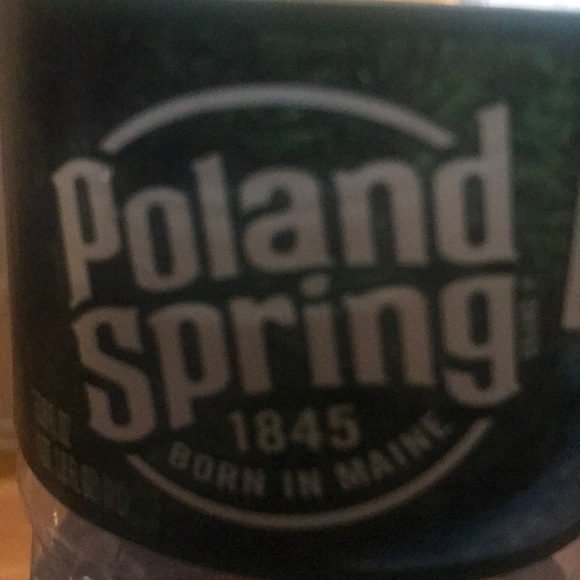 Poland
Spring
1845
BORN IN MAINE